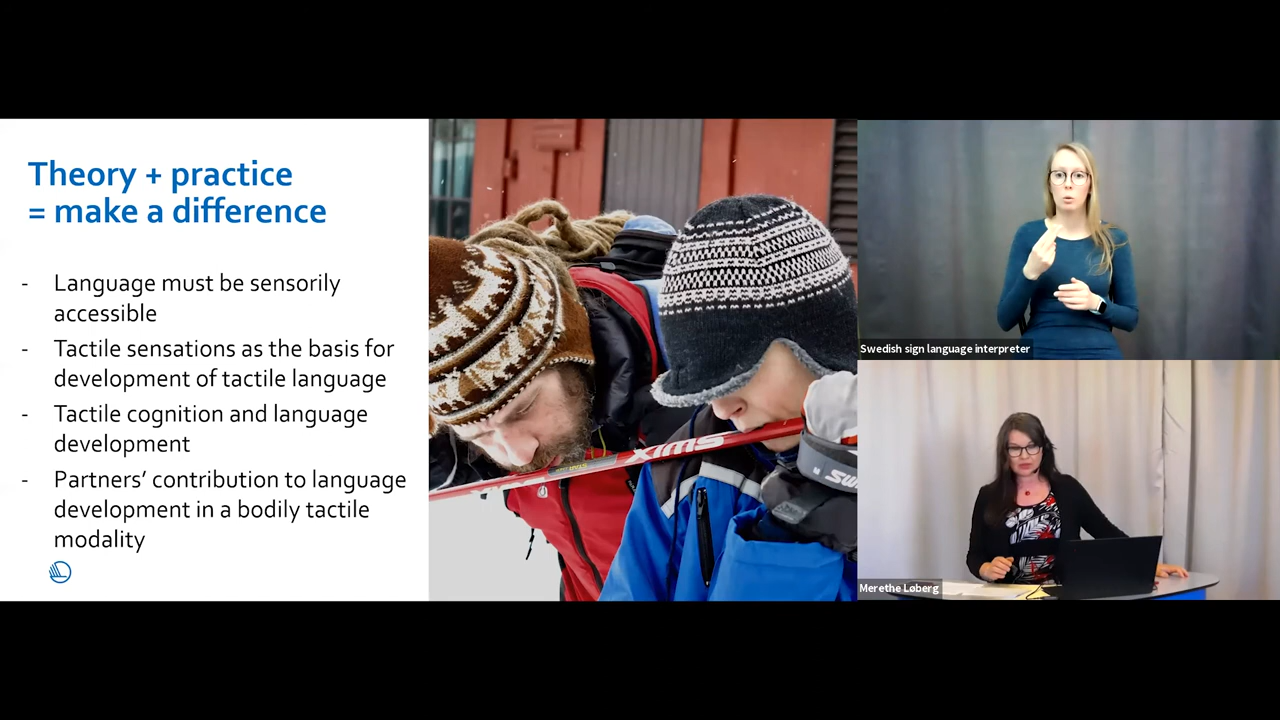 Theory + practice
= make a difference
- Language must be sensorily
accessible
- Tactile sensations as the basis for
development of tactile language
- Tactile cognition and language
development
- Partners’ contribution to language
development in a bodily tactile
modality
SWIX
Swedish sign language interpreter
Merethe Løberg